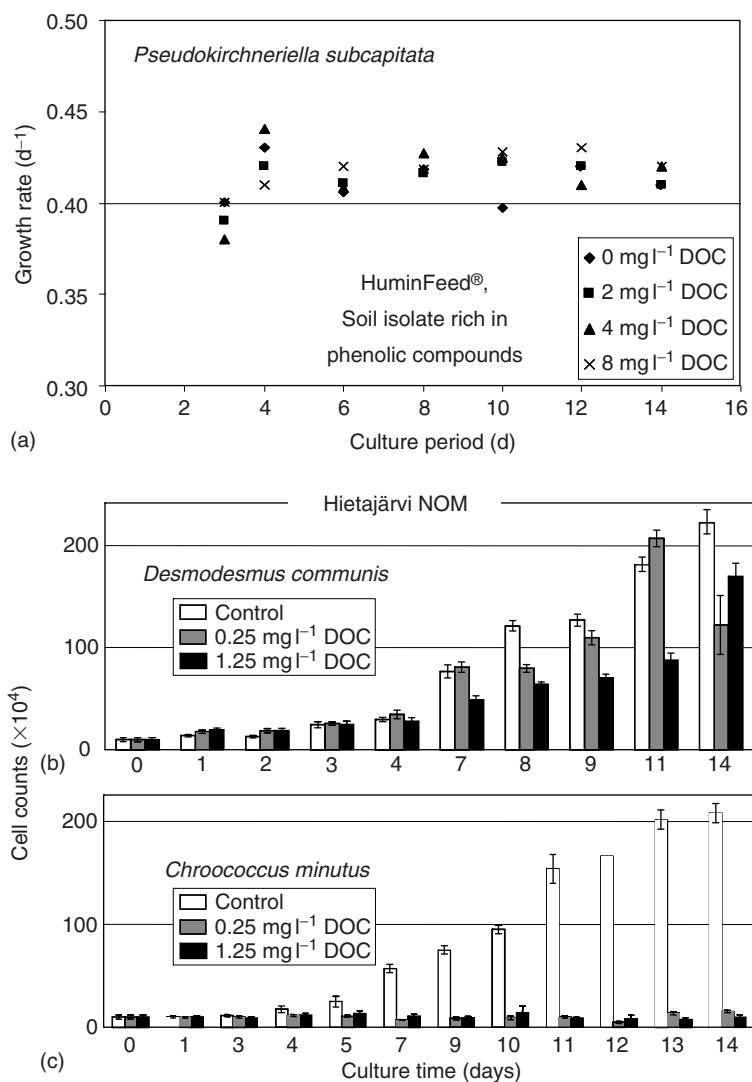 0.50
Pseudokirchneriella subcapitata
0.45
0.40
0.35
0.30
Growth rate (d⁻¹)
HuminFeed®,
Soil isolate rich in
phenolic compounds
0 mg l⁻¹ DOC
2 mg l⁻¹ DOC
4 mg l⁻¹ DOC
8 mg l⁻¹ DOC
0 2 4 6 8 10 12 14 16
(a) Culture period (d)
Hietajärvi NOM
200
Desmodesmus communis
Control
0.25 mg l⁻¹ DOC
1.25 mg l⁻¹ DOC
100
0
0 1 2 3 4 7 8 9 11 14
(b)
Cell counts (×10⁴)
200
Chroococcus minutus
Control
0.25 mg l⁻¹ DOC
1.25 mg l⁻¹ DOC
100
0
0 1 3 4 5 7 9 10 11 12 13 14
(c) Culture time (days)